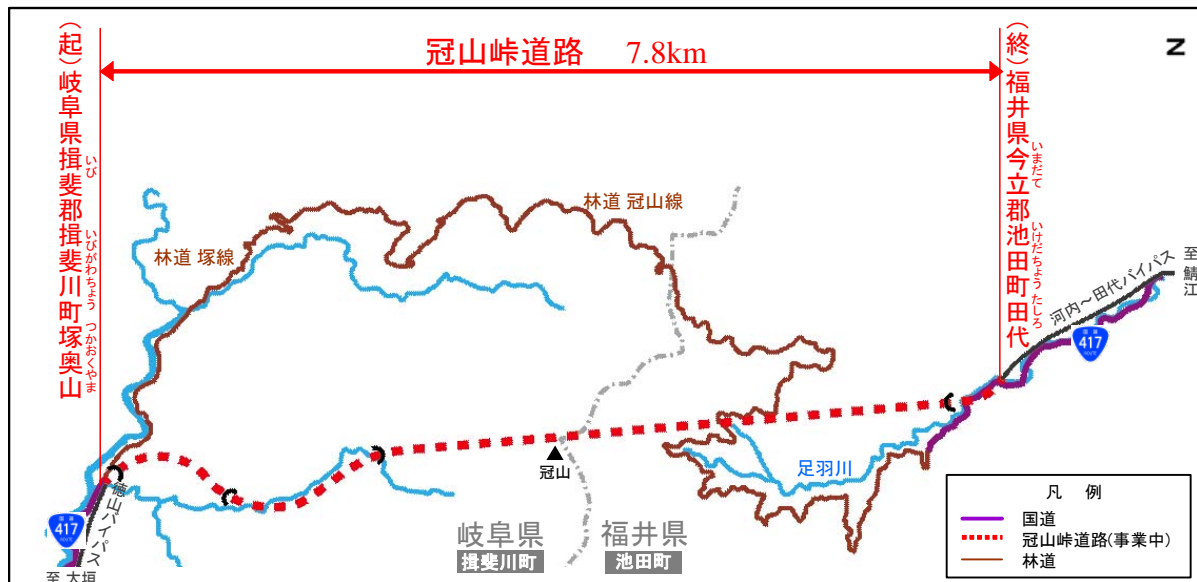 冠山峠道路 7.8km
(起)岐阜県揖斐郡揖斐川町塚奥山
いび
いびがわちょう
つかおくやま
(終)福井県今立郡池田町田代
いまだて
いけだちょう
たしろ
N
林道 塚線
林道 冠山線
河内~田代バイパス
至 鯖江
国道
417
ROUTE
冠山
足羽川
徳山バイパス
国道
417
ROUTE
至 大垣
岐阜県
揖斐川町
福井県
池田町
凡 例
国道
冠山峠道路(事業中)
林道